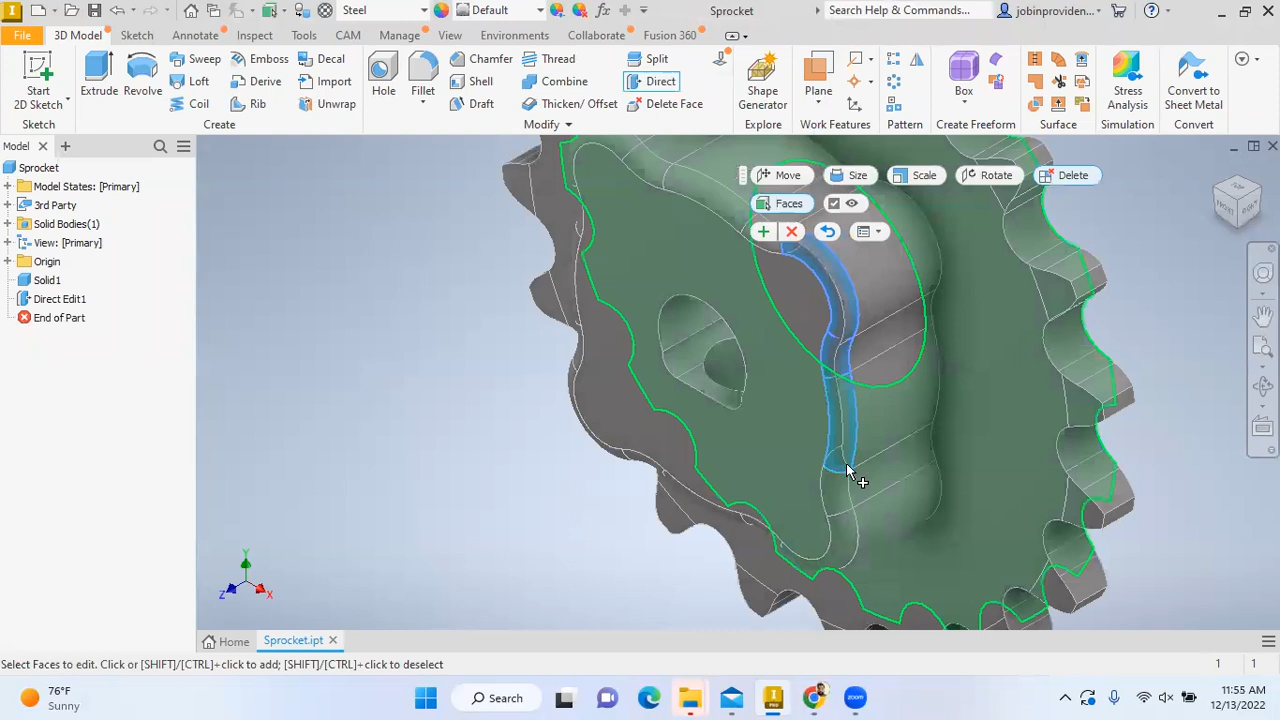 Steel
Default
Sprocket
Search Help & Commands...
jobinproviden...
File
3D Model
Sketch
Annotate
Inspect
Tools
CAM
Manage
View
Environments
Collaborate
Fusion 360
Start
2D Sketch
Sketch
Extrude
Revolve
Sweep
Loft
Coil
Emboss
Derive
Rib
Decal
Import
Unwrap
Create
Hole
Fillet
Chamfer
Shell
Draft
Thread
Combine
Thicken/ Offset
Split
Direct
Delete Face
Modify
Shape
Generator
Explore
Plane
Work Features
Pattern
Box
Create Freeform
Surface
Stress
Analysis
Simulation
Convert to
Sheet Metal
Convert
Model
Sprocket
Model States: [Primary]
3rd Party
Solid Bodies(1)
View: [Primary]
Origin
Solid1
Direct Edit1
End of Part
Move
Size
Scale
Rotate
Delete
Faces
Y
Z
X
Home
Sprocket.ipt
Select Faces to edit. Click or [SHIFT]/[CTRL]+click to add; [SHIFT]/[CTRL]+click to deselect
1
1
76°F
Sunny
Search
11:55 AM
12/13/2022